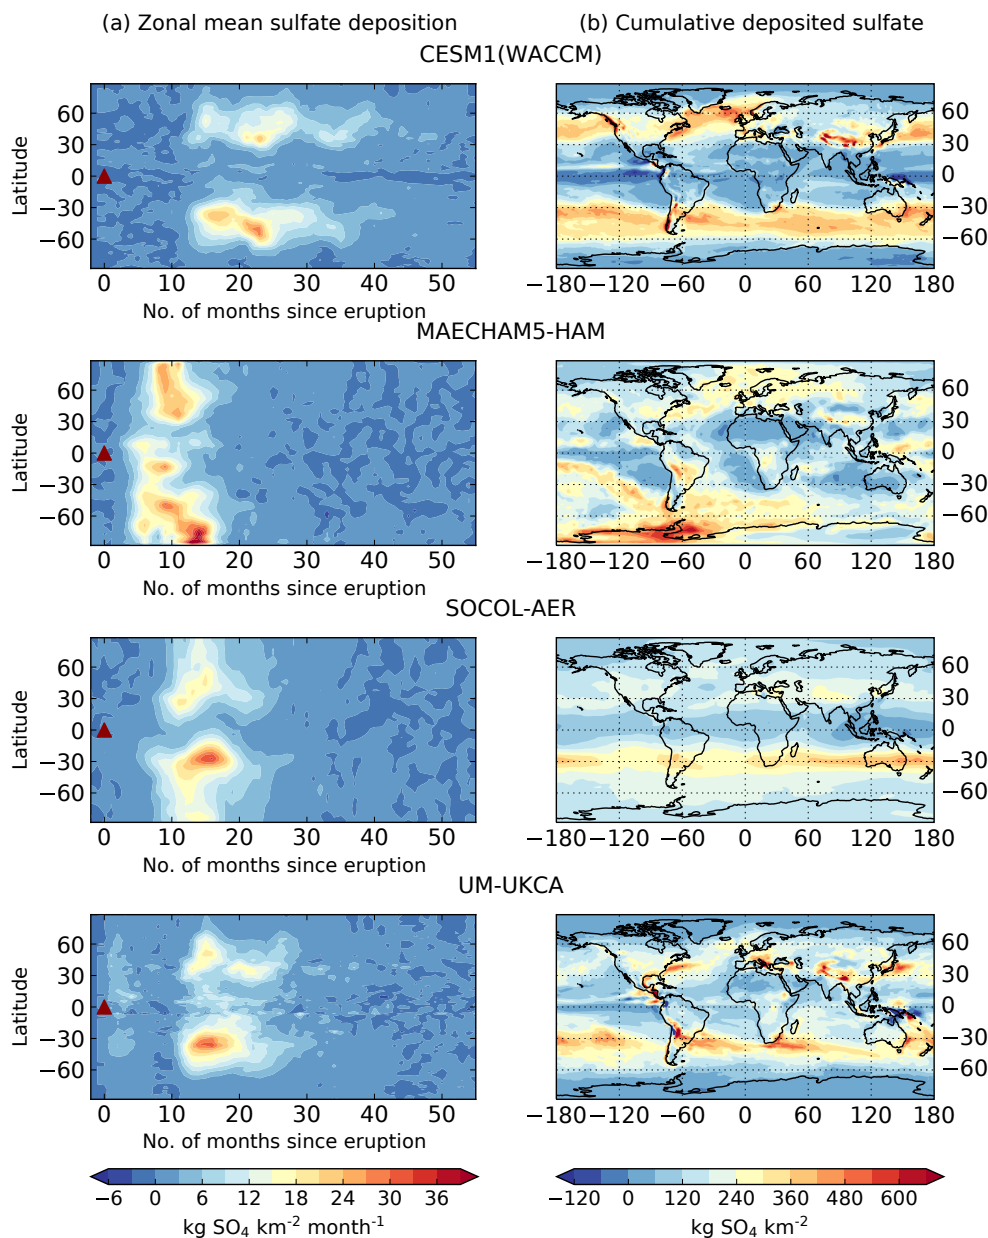 (a) Zonal mean sulfate deposition (b) Cumulative deposited sulfate
CESM1(WACCM)
60
30
0
−30
−60
Latitude
0 10 20 30 40 50
No. of months since eruption
60
30
0
−30
−60
−180 −120 −60 0 60 120 180
MAECHAM5-HAM
60
30
0
−30
−60
Latitude
0 10 20 30 40 50
No. of months since eruption
60
30
0
−30
−60
−180 −120 −60 0 60 120 180
SOCOL-AER
60
30
0
−30
−60
Latitude
0 10 20 30 40 50
No. of months since eruption
60
30
0
−30
−60
−180 −120 −60 0 60 120 180
UM-UKCA
60
30
0
−30
−60
Latitude
0 10 20 30 40 50
No. of months since eruption
60
30
0
−30
−60
−180 −120 −60 0 60 120 180
−6 0 6 12 18 24 30 36
kg SO₄ km⁻² month⁻¹
−120 0 120 240 360 480 600
kg SO₄ km⁻²